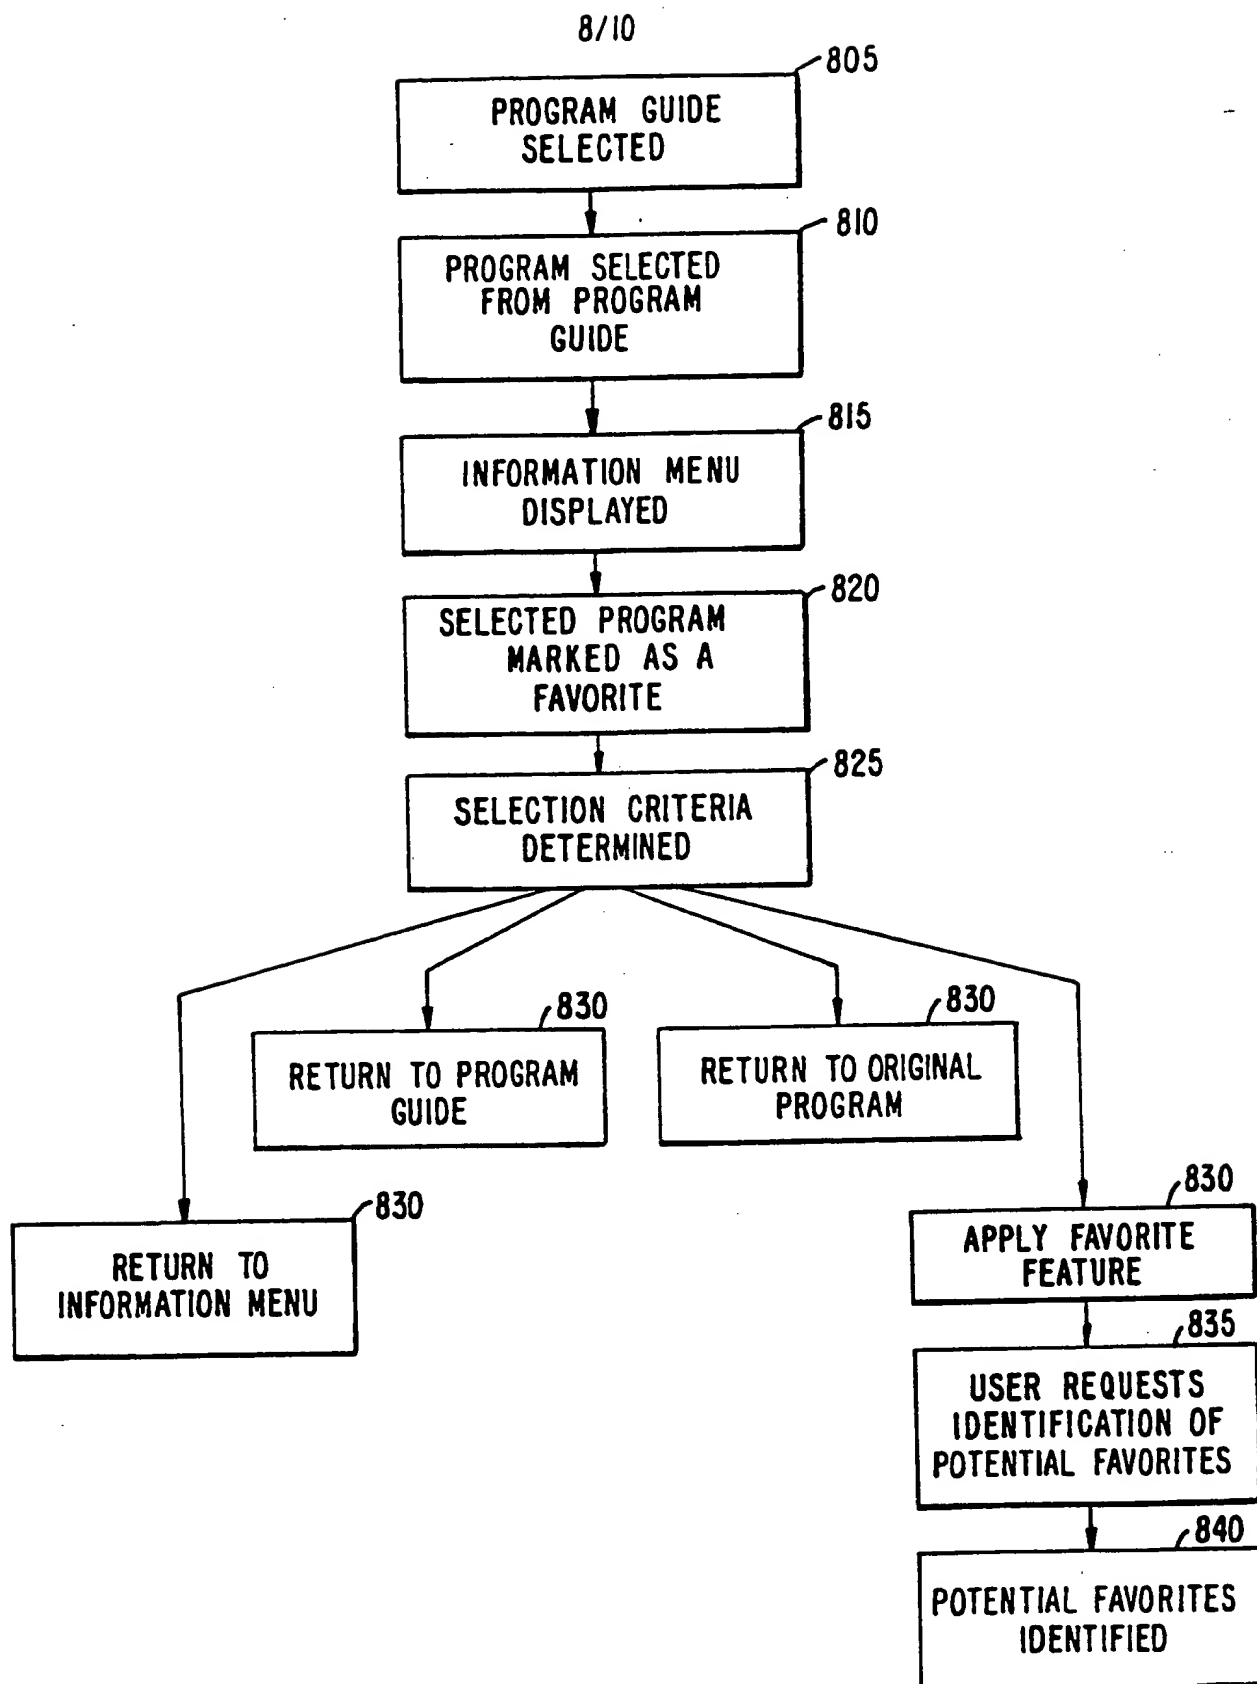 8/10
805
PROGRAM GUIDE
SELECTED
810
PROGRAM SELECTED
FROM PROGRAM
GUIDE
815
INFORMATION MENU
DISPLAYED
820
SELECTED PROGRAM
MARKED AS A
FAVORITE
825
SELECTION CRITERIA
DETERMINED
830
RETURN TO PROGRAM
GUIDE
830
RETURN TO ORIGINAL
PROGRAM
830
RETURN TO
INFORMATION MENU
830
APPLY FAVORITE
FEATURE
835
USER REQUESTS
IDENTIFICATION OF
POTENTIAL FAVORITES
840
POTENTIAL FAVORITES
IDENTIFIED